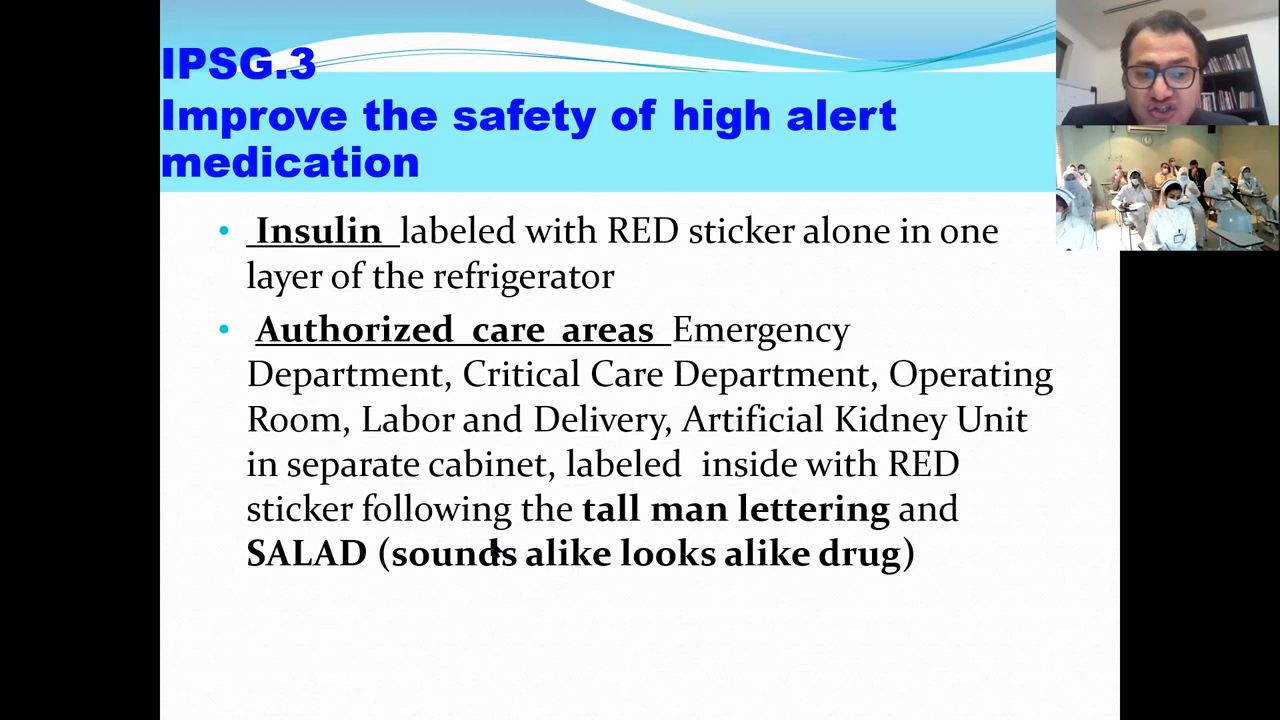 IPSG.3
Improve the safety of high alert
medication
• Insulin labeled with RED sticker alone in one
layer of the refrigerator
• Authorized care areas Emergency
Department, Critical Care Department, Operating
Room, Labor and Delivery, Artificial Kidney Unit
in separate cabinet, labeled inside with RED
sticker following the tall man lettering and
SALAD (sounds alike looks alike drug)